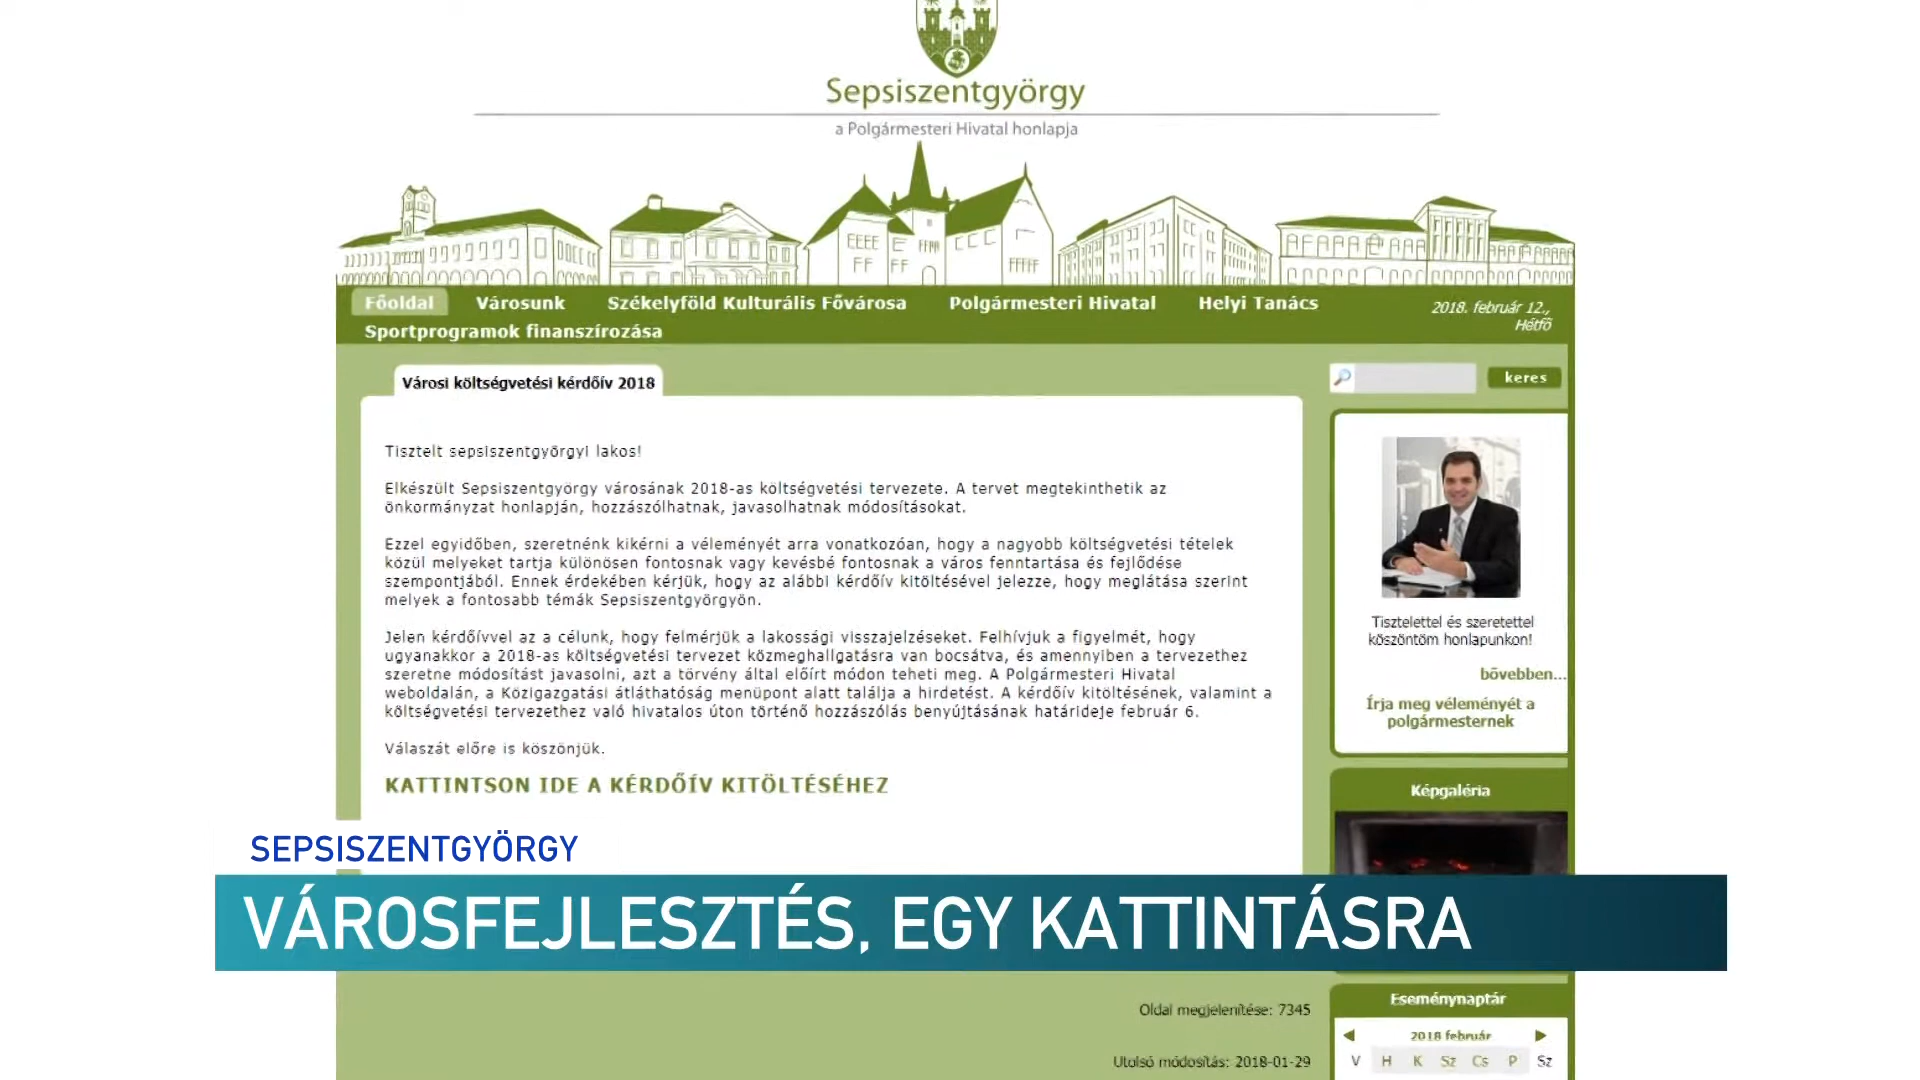 Sepsiszentgyörgy
a Polgármesteri Hivatal honlapja
Főoldal Városunk Székelyföld Kulturális Fővárosa Polgármesteri Hivatal Helyi Tanács
Sportprogramok finanszírozása
2018. február 12.,
Hétfő
Városi költségvetési kérdőív 2018
keres
Tisztelt sepsiszentgyörgyi lakos!
Elkészült Sepsiszentgyörgy városának 2018-as költségvetési tervezete. A tervet megtekinthetik az
önkormányzat honlapján, hozzászólhatnak, javasolhatnak módosításokat.
Ezzel egyidőben, szeretnénk kikérni a véleményét arra vonatkozóan, hogy a nagyobb költségvetési tételek
közül melyeket tartja különösen fontosnak vagy kevésbé fontosnak a város fenntartása és fejlődése
szempontjából. Ennek érdekében kérjük, hogy az alábbi kérdőív kitöltésével jelezze, hogy meglátása szerint
melyek a fontosabb témák Sepsiszentgyörgyön.
Jelen kérdőívvel az a célunk, hogy felmérjük a lakossági visszajelzéseket. Felhívjuk a figyelmét, hogy
ugyanakkor a 2018-as költségvetési tervezet közmeghallgatásra van bocsátva, és amennyiben a tervezethez
szeretne módosítást javasolni, azt a törvény által előírt módon teheti meg. A Polgármesteri Hivatal
weboldalán, a Közigazgatási átláthatóság menüpont alatt találja a hirdetést. A kérdőív kitöltésének, valamint a
költségvetési tervezethez való hivatalos úton történő hozzászólás benyújtásának határideje február 6.
Válaszát előre is köszönjük.
KATTINTSON IDE A KÉRDŐÍV KITÖLTÉSÉHEZ
Tisztelettel és szeretettel
köszöntöm honlapunkon!
bővebben...
Írja meg véleményét a
polgármesternek
Képgaléria
SEPSISZENTGYÖRGY
VÁROSFEJLESZTÉS, EGY KATTINTÁSRA
Oldal megjelenítése: 7345
Utolsó módosítás: 2018-01-29
Eseménynaptár
2018 február
V H K Sz Cs P Sz